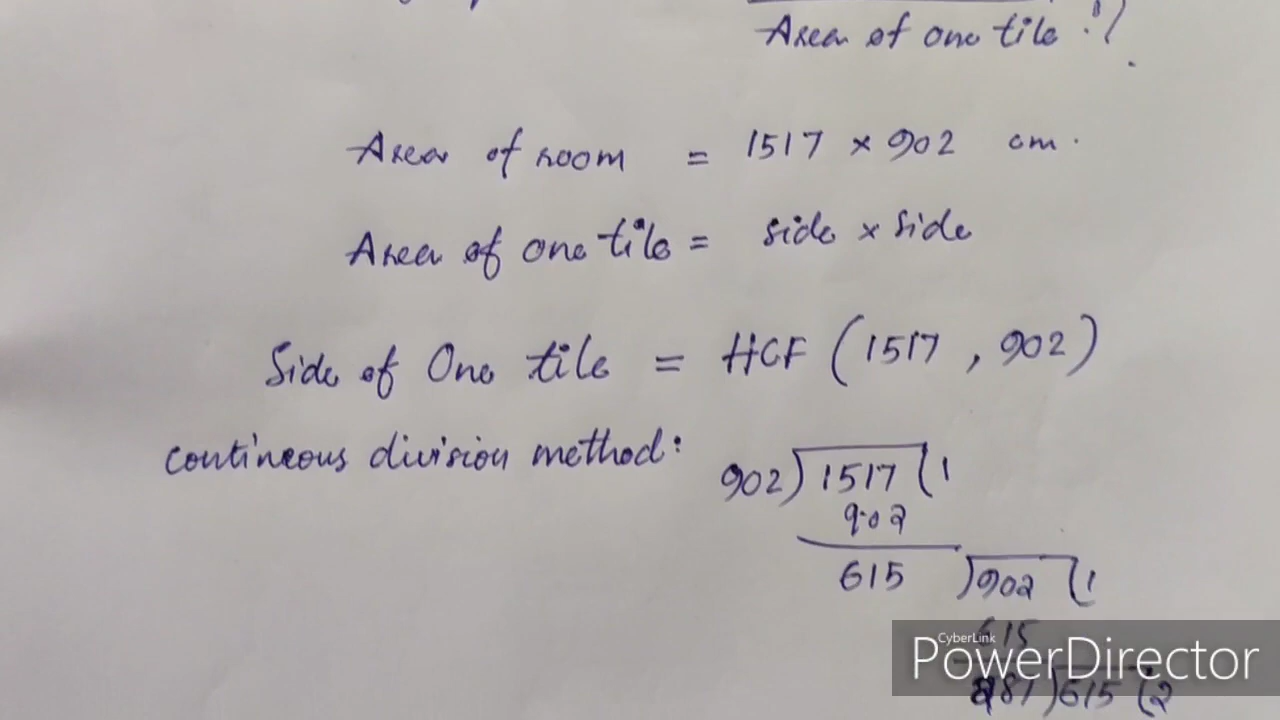 Area of one tile
Area of room = 1517 × 902 cm.
Area of one tile = side × side
Side of One tile = HCF (1517, 902)
contineous division method:
902)1517(1
902
615)902(1
615
287)615(2
CyberLink
PowerDirector